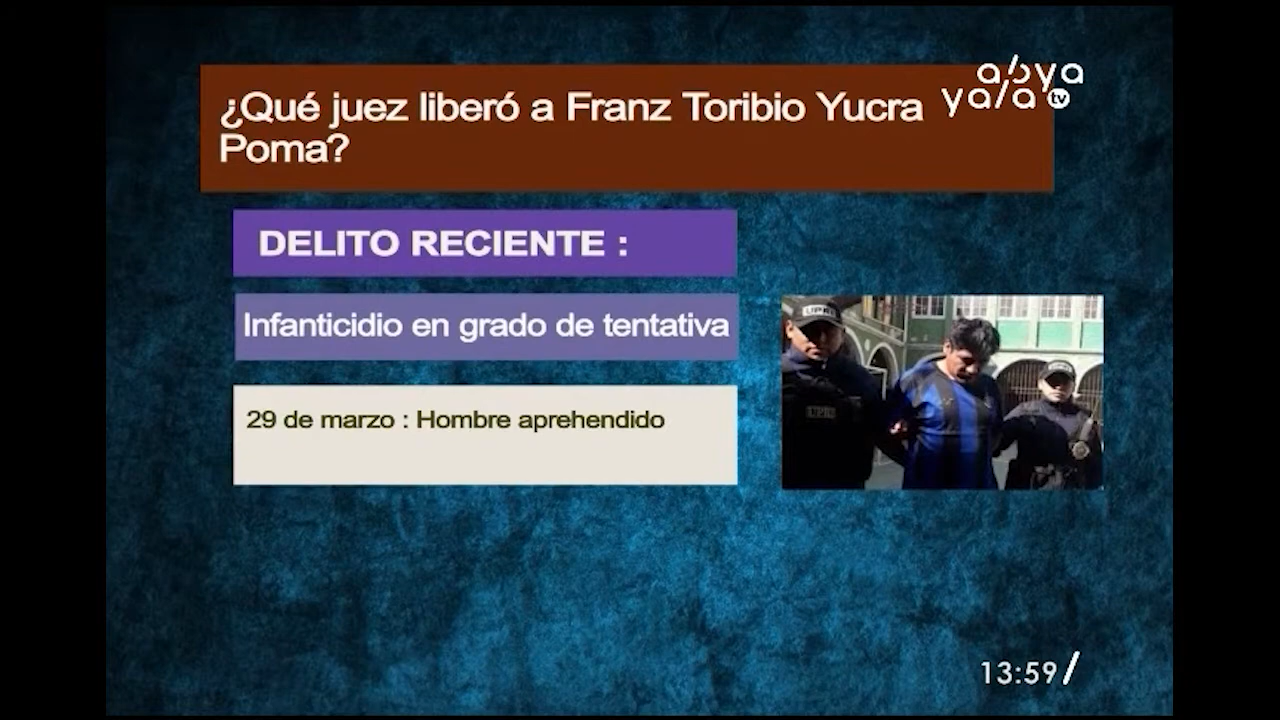 ¿Qué juez liberó a Franz Toribio Yucra
Poma?
abya
yala tv
DELITO RECIENTE :
Infanticidio en grado de tentativa
29 de marzo : Hombre aprehendido
13:59/